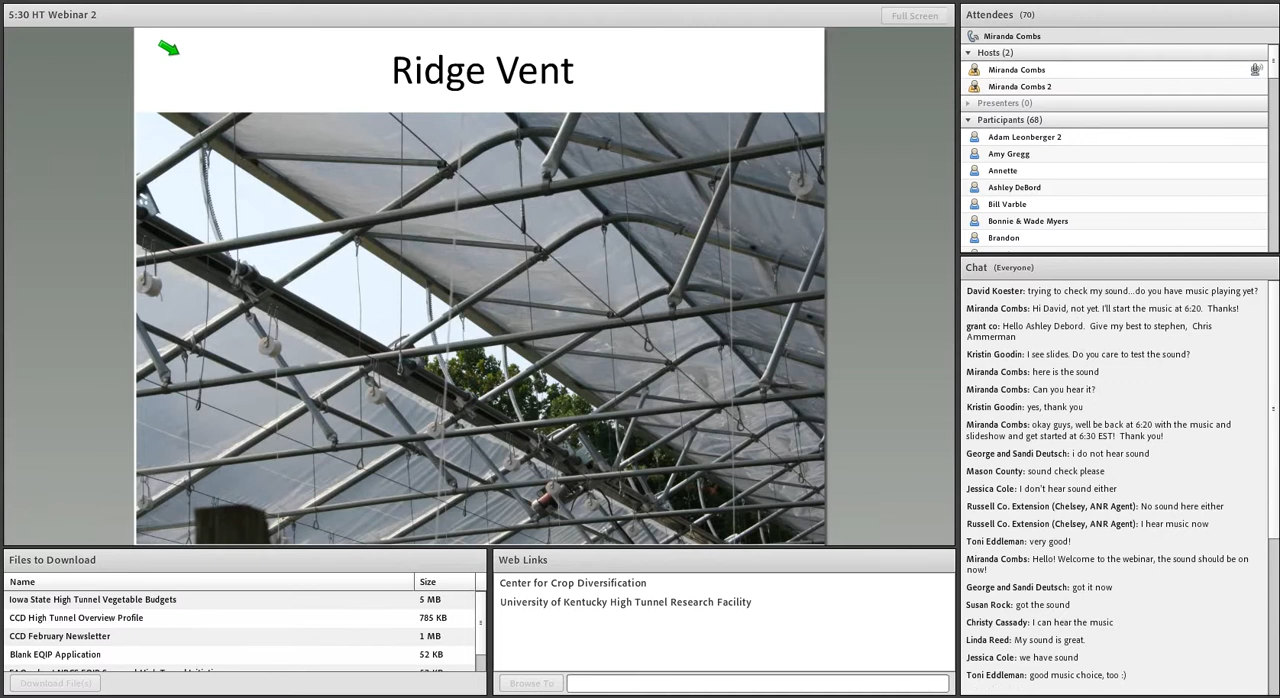 5:30 HT Webinar 2
Full Screen
Ridge Vent
Attendees (70)
Miranda Combs
Hosts (2)
Miranda Combs
Miranda Combs 2
Presenters (0)
Participants (68)
Adam Leonberger 2
Amy Gregg
Annette
Ashley DeBord
Bill Varble
Bonnie & Wade Myers
Brandon
Chat (Everyone)
David Koester: trying to check my sound...do you have music playing yet?
Miranda Combs: Hi David, not yet. I'll start the music at 6:20. Thanks!
grant co: Hello Ashley Debord. Give my best to stephen, Chris
Ammerman
Kristin Goodin: I see slides. Do you care to test the sound?
Miranda Combs: here is the sound
Miranda Combs: Can you hear it?
Kristin Goodin: yes, thank you
Miranda Combs: okay guys, well be back at 6:20 with the music and
slideshow and get started at 6:30 EST! Thank you!
George and Sandi Deutsch: i do not hear sound
Mason County: sound check please
Jessica Cole: I don't hear sound either
Russell Co. Extension (Chelsey, ANR Agent): No sound here either
Russell Co. Extension (Chelsey, ANR Agent): I hear music now
Toni Eddleman: very good!
Miranda Combs: Hello! Welcome to the webinar, the sound should be on
now!
George and Sandi Deutsch: got it now
Susan Rock: got the sound
Christy Cassady: I can hear the music
Linda Reed: My sound is great.
Jessica Cole: we have sound
Toni Eddleman: good music choice, too :)
Files to Download
Name Size
Iowa State High Tunnel Vegetable Budgets 5 MB
CCD High Tunnel Overview Profile 785 KB
CCD February Newsletter 1 MB
Blank EQIP Application 52 KB
Download File(s)
Web Links
Center for Crop Diversification
University of Kentucky High Tunnel Research Facility
Browse To